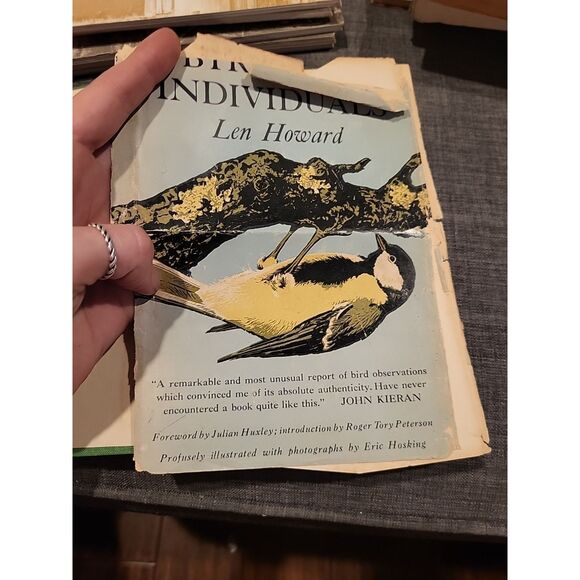 INDIVIDUALS
Len Howard
"A remarkable and most unusual report of bird observations
which convinced me of its absolute authenticity. Have never
encountered a book quite like this." JOHN KIERAN
Foreword by Julian Huxley; introduction by Roger Tory Peterson
Profusely illustrated with photographs by Eric Hosking